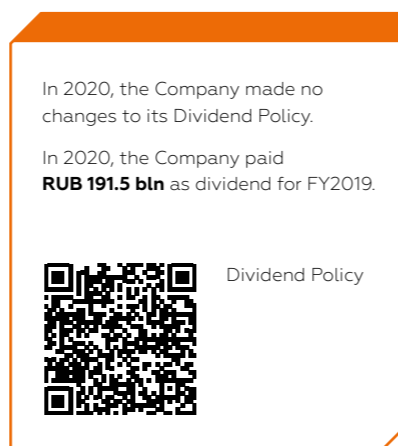 In 2020, the Company made no
changes to its Dividend Policy.
In 2020, the Company paid
RUB 191.5 bln as dividend for FY2019.
Dividend Policy